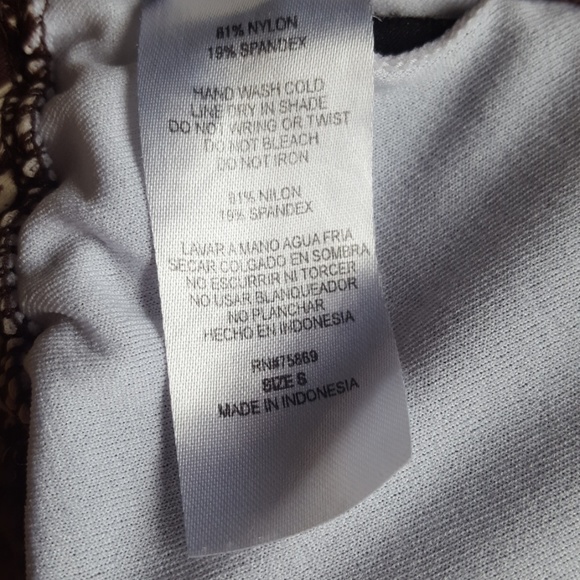 81% NYLON
19% SPANDEX
HAND WASH COLD
LINE DRY IN SHADE
DO NOT WRING OR TWIST
DO NOT BLEACH
DO NOT IRON
81% NILON
19% SPANDEX
LAVAR A MANO AGUA FRIA
SECAR COLGADO EN SOMBRA
NO ESCURRIR NI TORCER
NO USAR BLANQUEADOR
NO PLANCHAR
HECHO EN INDONESIA
RN#75869
SIZE S
MADE IN INDONESIA